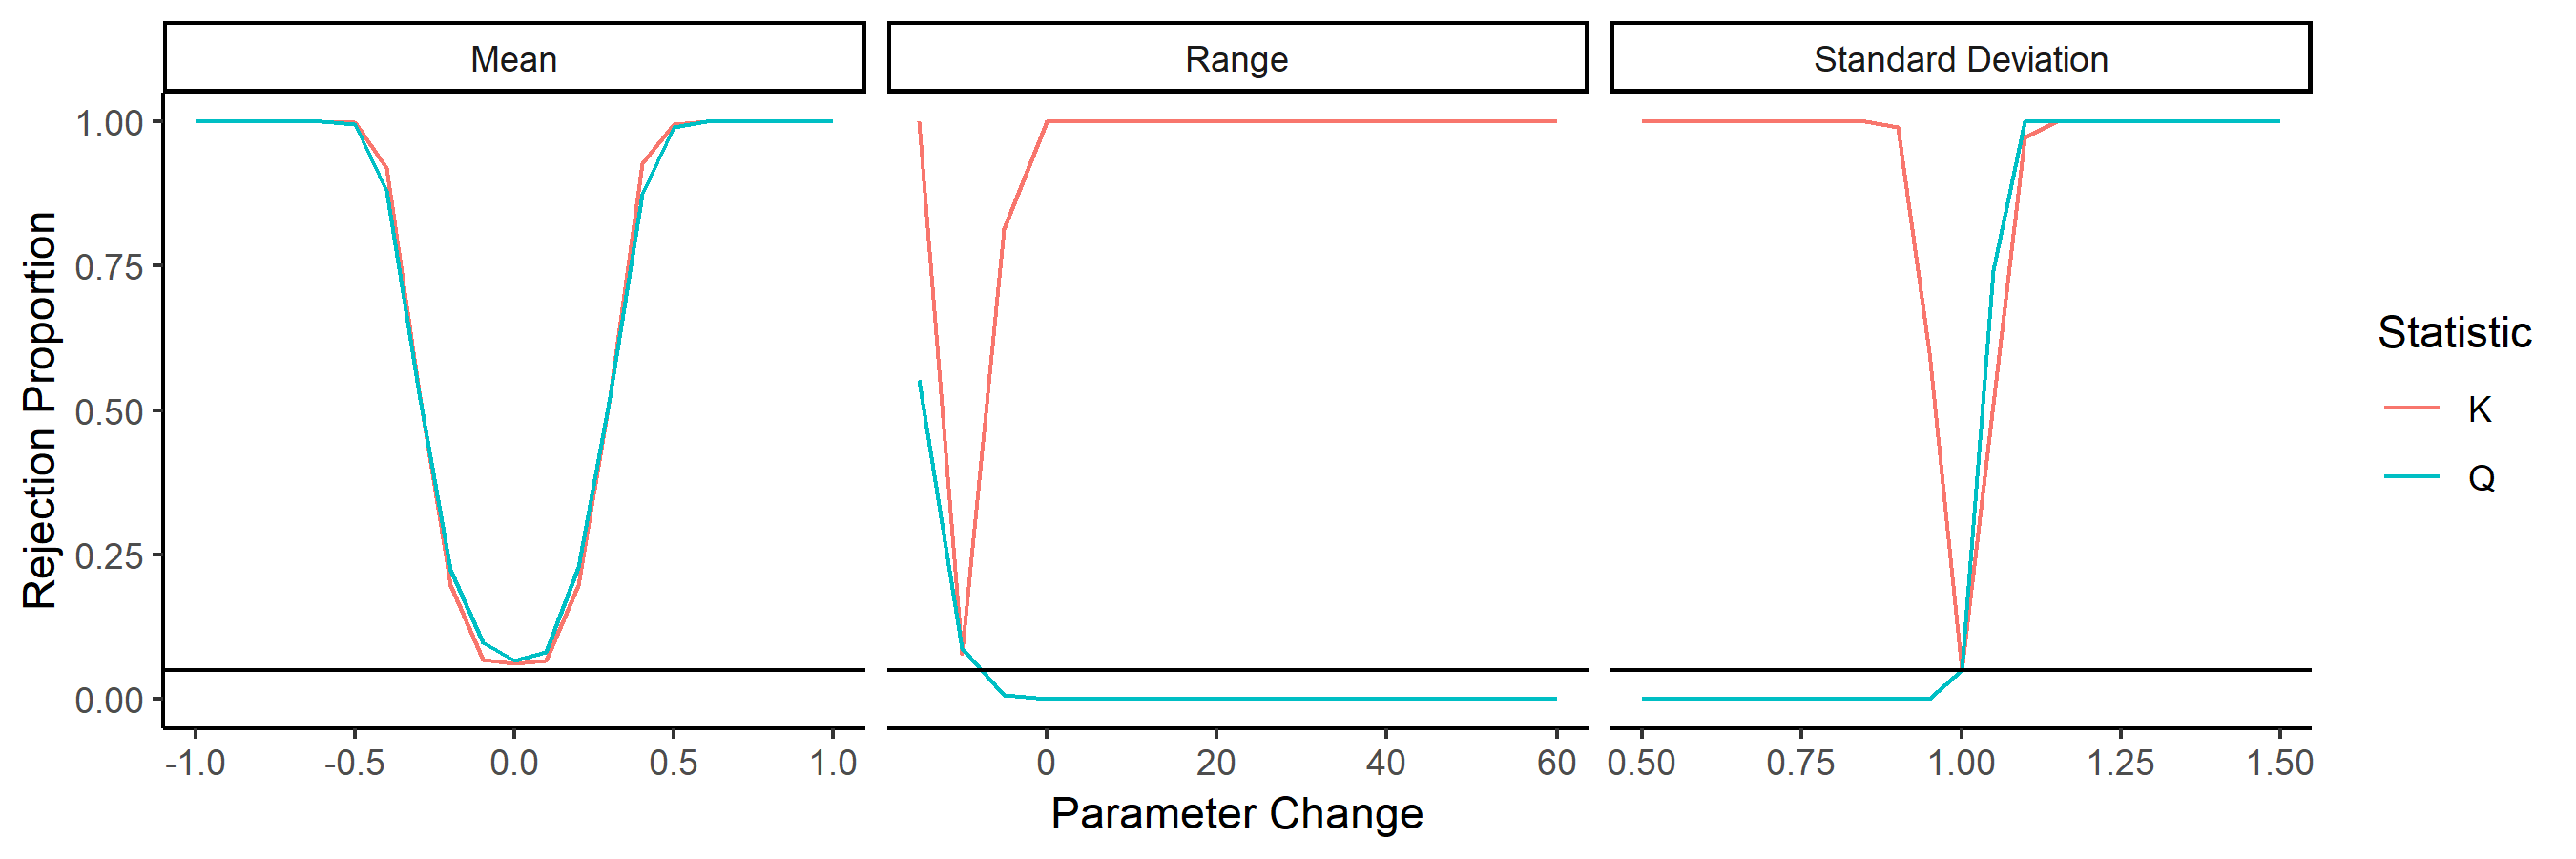 Mean
Range
Standard Deviation
Rejection Proportion
1.00
0.75
0.50
0.25
0.00
-1.0 -0.5 0.0 0.5 1.0
0 20 40 60
0.50 0.75 1.00 1.25 1.50
Parameter Change
Statistic
K
Q